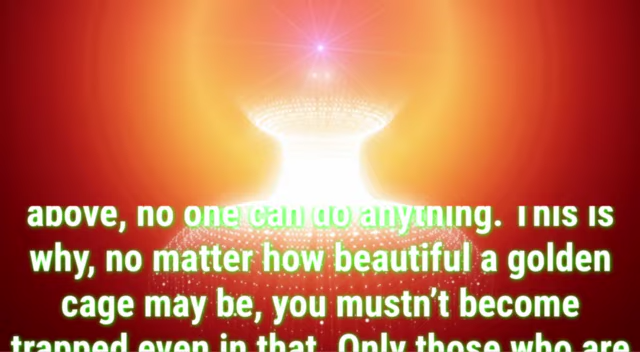 above, no one can do anything. This is
why, no matter how beautiful a golden
cage may be, you mustn't become
trapped even in that. Only those who are